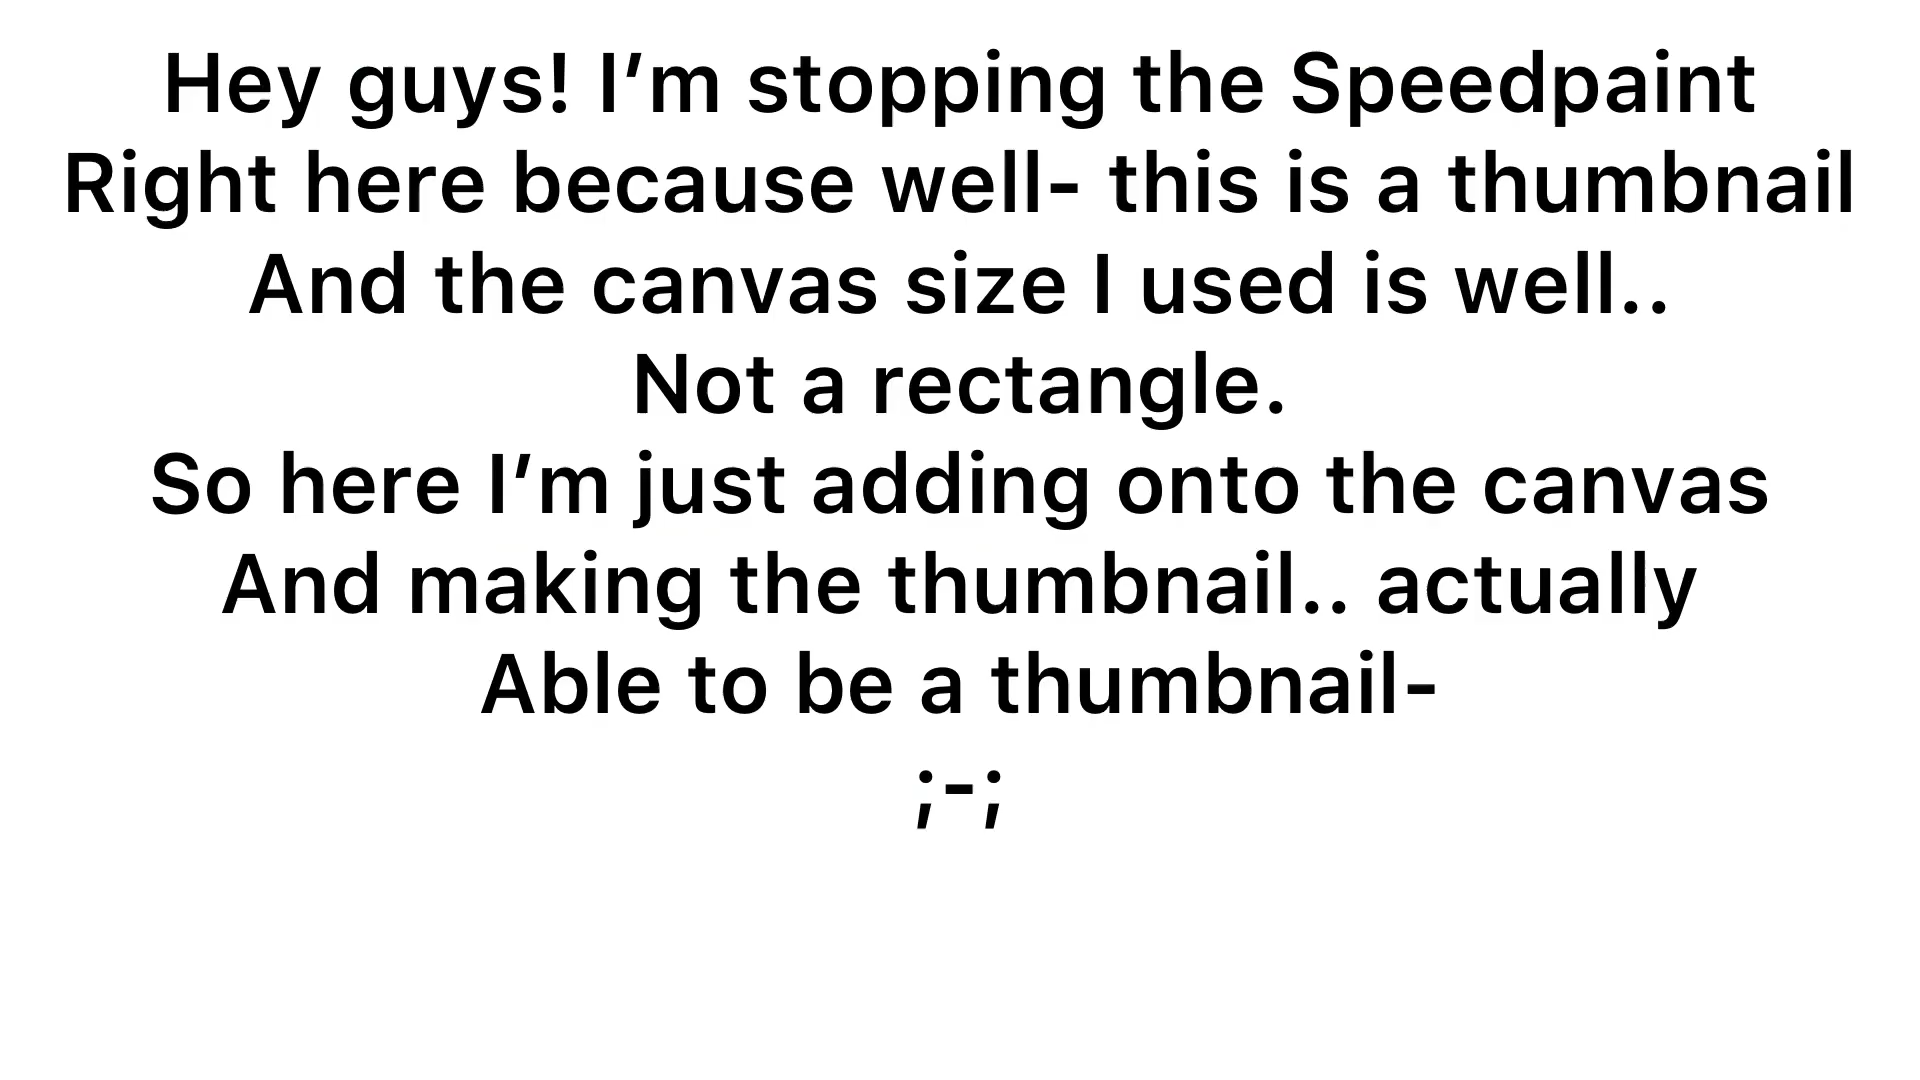 Hey guys! I’m stopping the Speedpaint
Right here because well- this is a thumbnail
And the canvas size I used is well..
Not a rectangle.
So here I’m just adding onto the canvas
And making the thumbnail.. actually
Able to be a thumbnail-
;-;